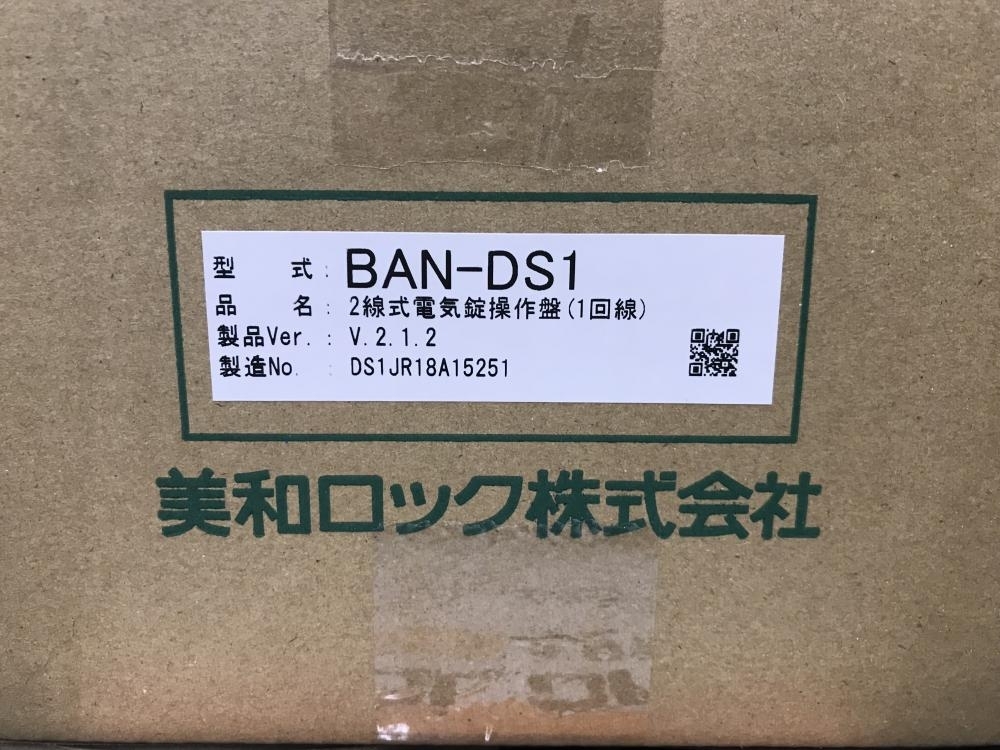 型 式 : BAN-DS1
品 名 : 2線式電気錠操作盤(1回線)
製品Ver. : V.2.1.2
製造No. : DS1JR18A15251
美和ロック株式会社